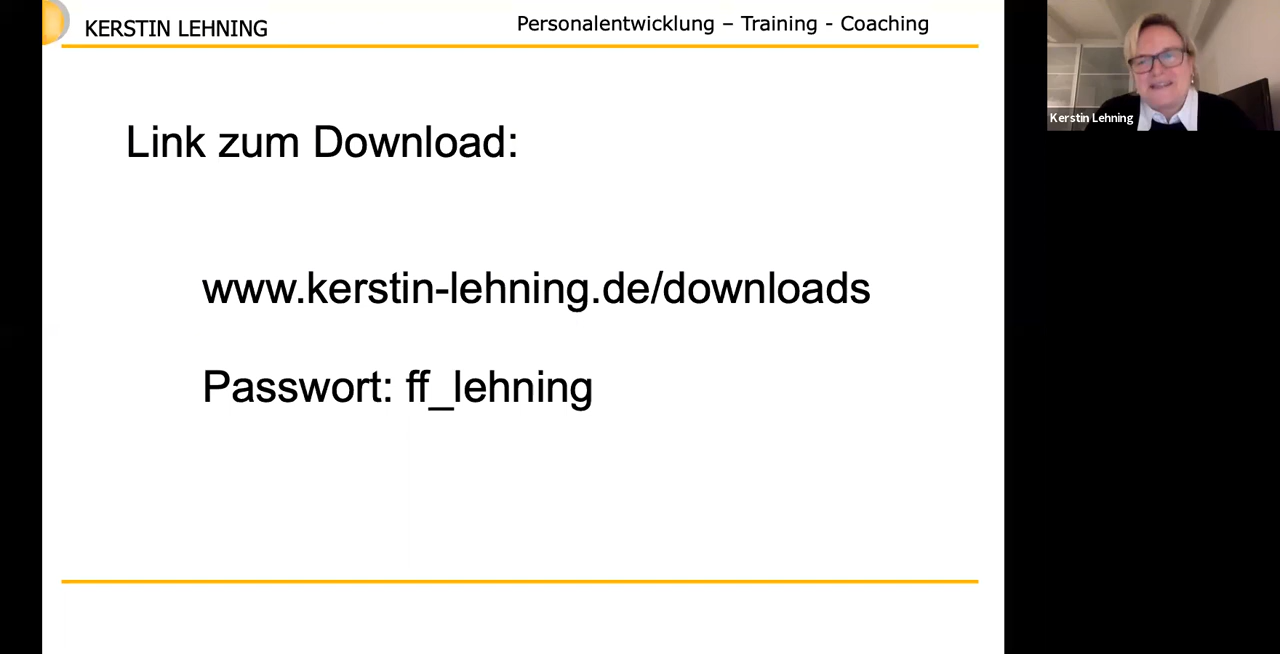 KERSTIN LEHNING
Personalentwicklung – Training - Coaching
Link zum Download:
www.kerstin-lehning.de/downloads
Passwort: ff_lehning
Kerstin Lehning